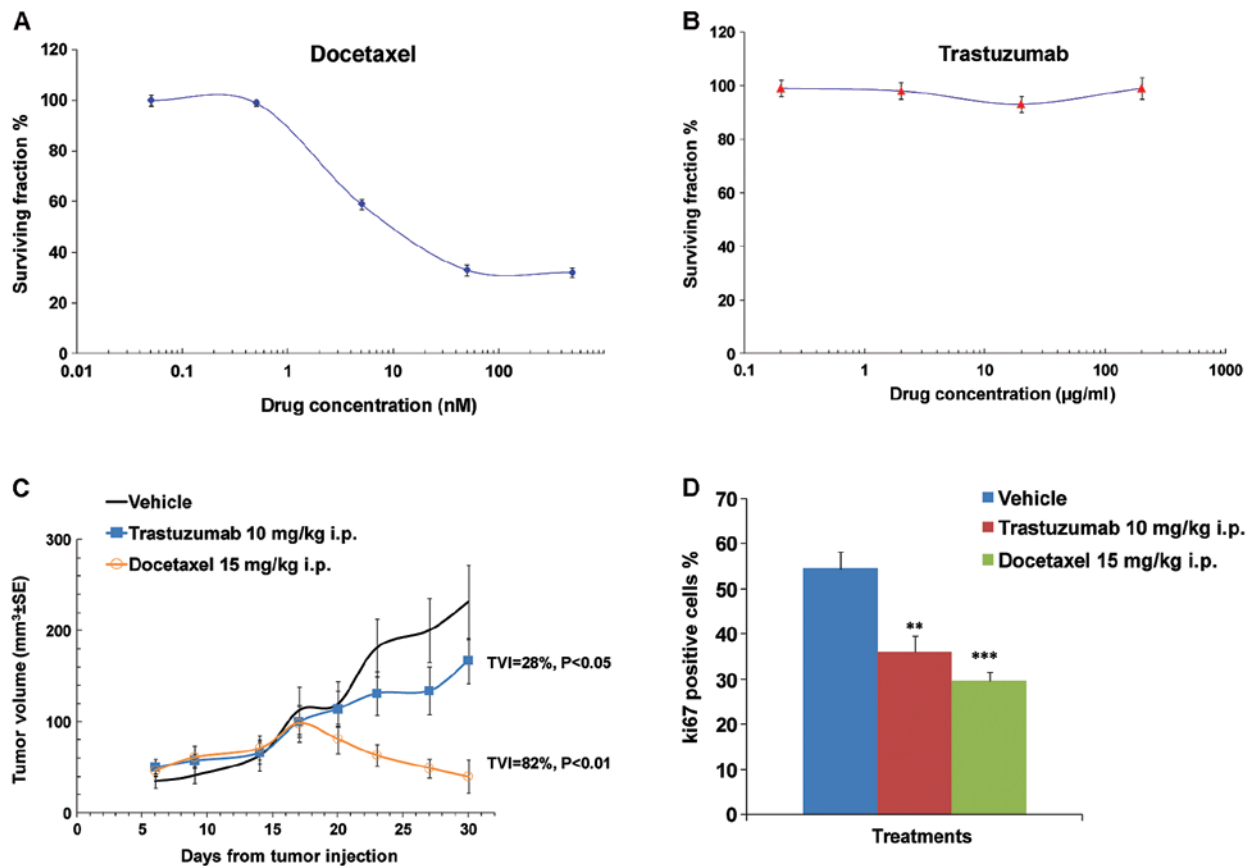 A
Docetaxel
Surviving fraction %
120
100
80
60
40
20
0
0.01 0.1 1 10 100
Drug concentration (nM)
B
Trastuzumab
Surviving fraction %
120
100
80
60
40
20
0
0.1 1 10 100 1000
Drug concentration (µg/ml)
C
Vehicle
Trastuzumab 10 mg/kg i.p.
Docetaxel 15 mg/kg i.p.
Tumor volume (mm³±SE)
300
200
100
0
TVI=28%, P<0.05
TVI=82%, P<0.01
0 5 10 15 20 25 30
Days from tumor injection
D
Vehicle
Trastuzumab 10 mg/kg i.p.
Docetaxel 15 mg/kg i.p.
ki67 positive cells %
70
60
50
40
30
20
10
0
**
***
Treatments